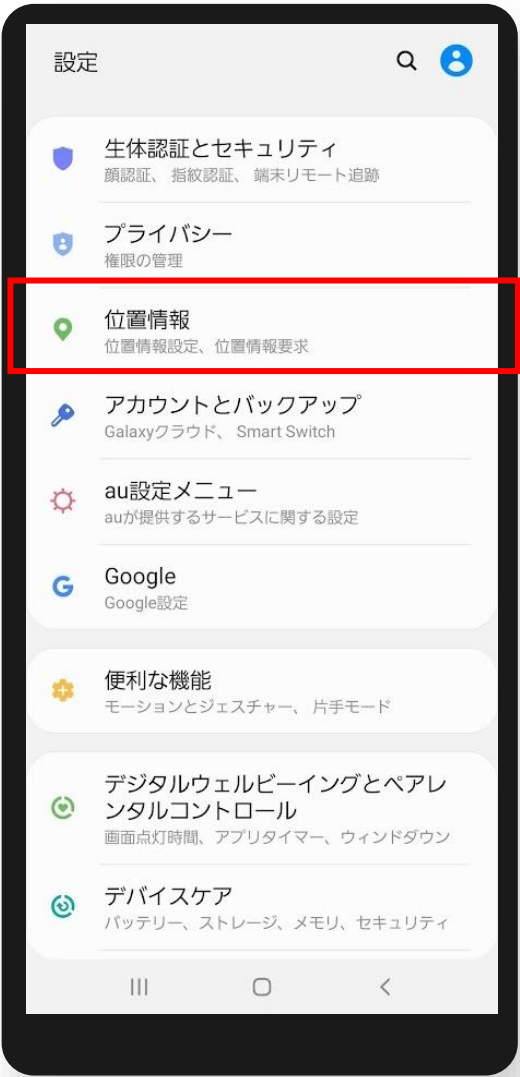 設定
生体認証とセキュリティ
顔認証、 指紋認証、 端末リモート追跡
プライバシー
権限の管理
位置情報
位置情報設定、位置情報要求
アカウントとバックアップ
Galaxyクラウド、 Smart Switch
au設定メニュー
auが提供するサービスに関する設定
Google
Google設定
便利な機能
モーションとジェスチャー、 片手モード
デジタルウェルビーイングとペアレ
ンタルコントロール
画面点灯時間、アプリタイマー、ウィンドダウン
デバイスケア
バッテリー、ストレージ、メモリ、セキュリティ